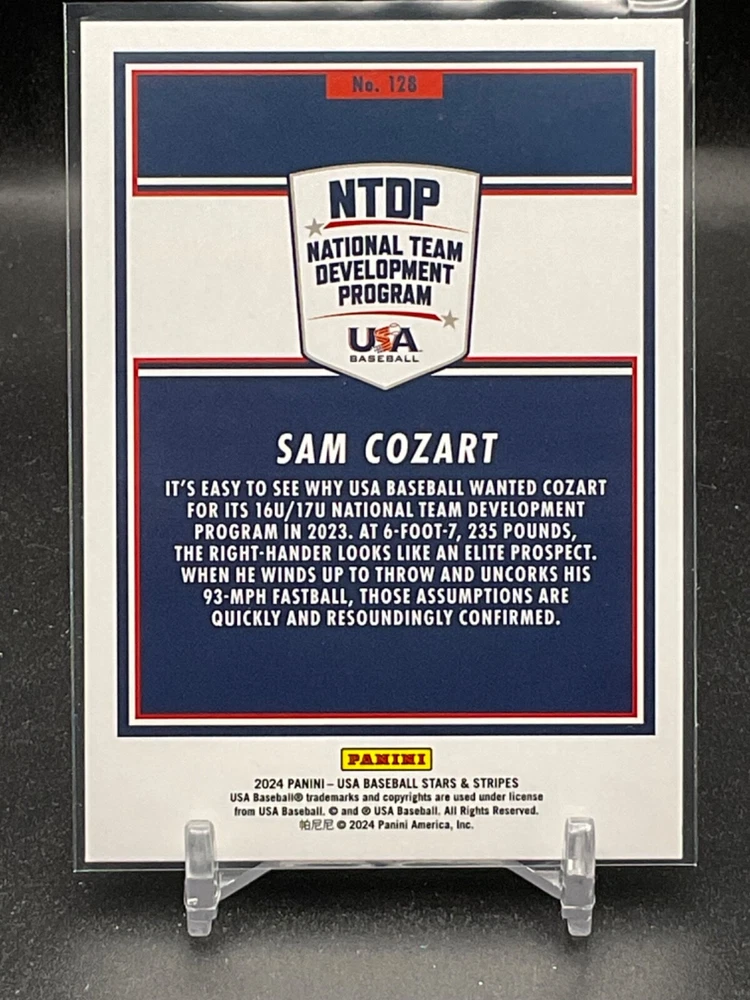 No. 128
NTDP
NATIONAL TEAM
DEVELOPMENT
PROGRAM
USA
BASEBALL
SAM COZART
IT'S EASY TO SEE WHY USA BASEBALL WANTED COZART
FOR ITS 16U/17U NATIONAL TEAM DEVELOPMENT
PROGRAM IN 2023. AT 6-FOOT-7, 235 POUNDS,
THE RIGHT-HANDER LOOKS LIKE AN ELITE PROSPECT.
WHEN HE WINDS UP TO THROW AND UNCORKS HIS
93-MPH FASTBALL, THOSE ASSUMPTIONS ARE
QUICKLY AND RESOUNDINGLY CONFIRMED.
PANINI
2024 PANINI – USA BASEBALL STARS & STRIPES
USA Baseball® trademarks and copyrights are used under license
from USA Baseball. © and ® USA Baseball. All Rights Reserved.
帕尼尼 © 2024 Panini America, Inc.